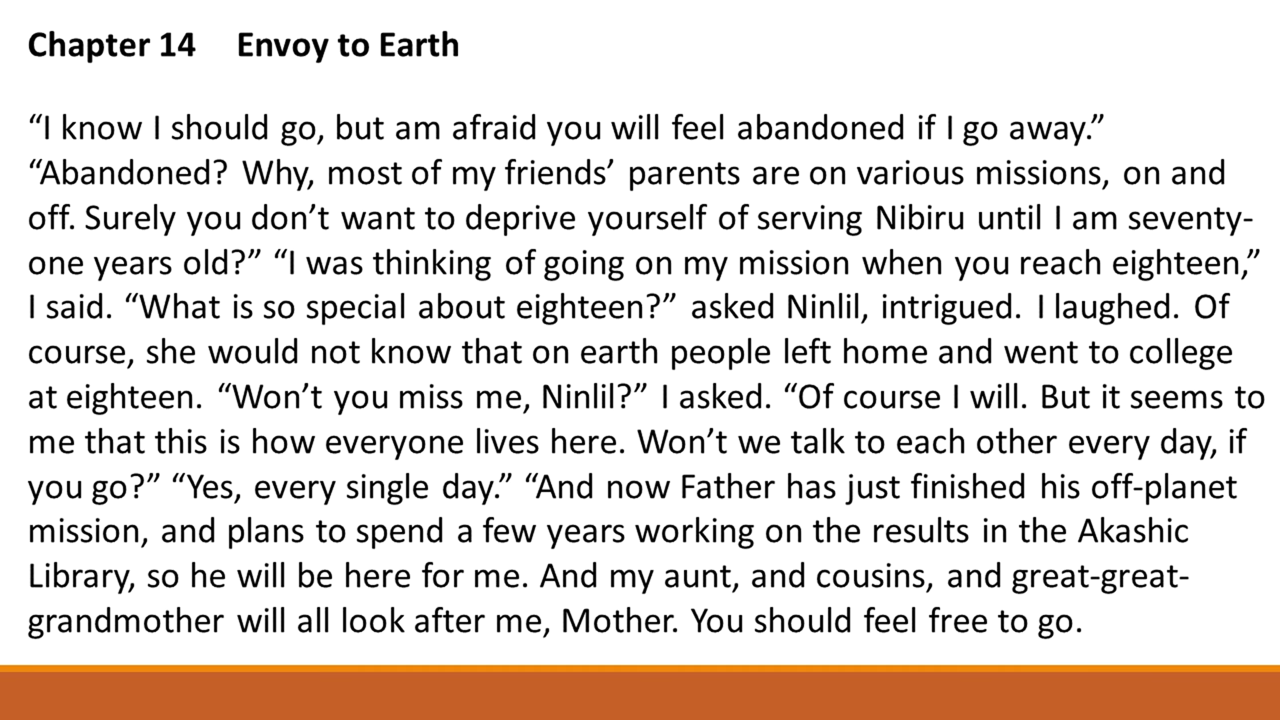 Chapter 14 Envoy to Earth
“I know I should go, but am afraid you will feel abandoned if I go away.”
“Abandoned? Why, most of my friends’ parents are on various missions, on and
off. Surely you don’t want to deprive yourself of serving Nibiru until I am seventy-
one years old?” “I was thinking of going on my mission when you reach eighteen,”
I said. “What is so special about eighteen?” asked Ninlil, intrigued. I laughed. Of
course, she would not know that on earth people left home and went to college
at eighteen. “Won’t you miss me, Ninlil?” I asked. “Of course I will. But it seems to
me that this is how everyone lives here. Won’t we talk to each other every day, if
you go?” “Yes, every single day.” “And now Father has just finished his off-planet
mission, and plans to spend a few years working on the results in the Akashic
Library, so he will be here for me. And my aunt, and cousins, and great-great-
grandmother will all look after me, Mother. You should feel free to go.